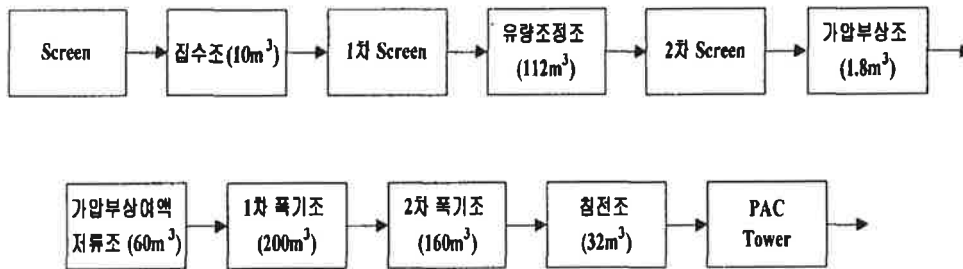 Screen
집수조(10m³)
1차 Screen
유량조정조
(112m³)
2차 Screen
가압부상조
(1.8m³)
가압부상여액
저류조 (60m³)
1차 폭기조
(200m³)
2차 폭기조
(160m³)
침전조
(32m³)
PAC
Tower